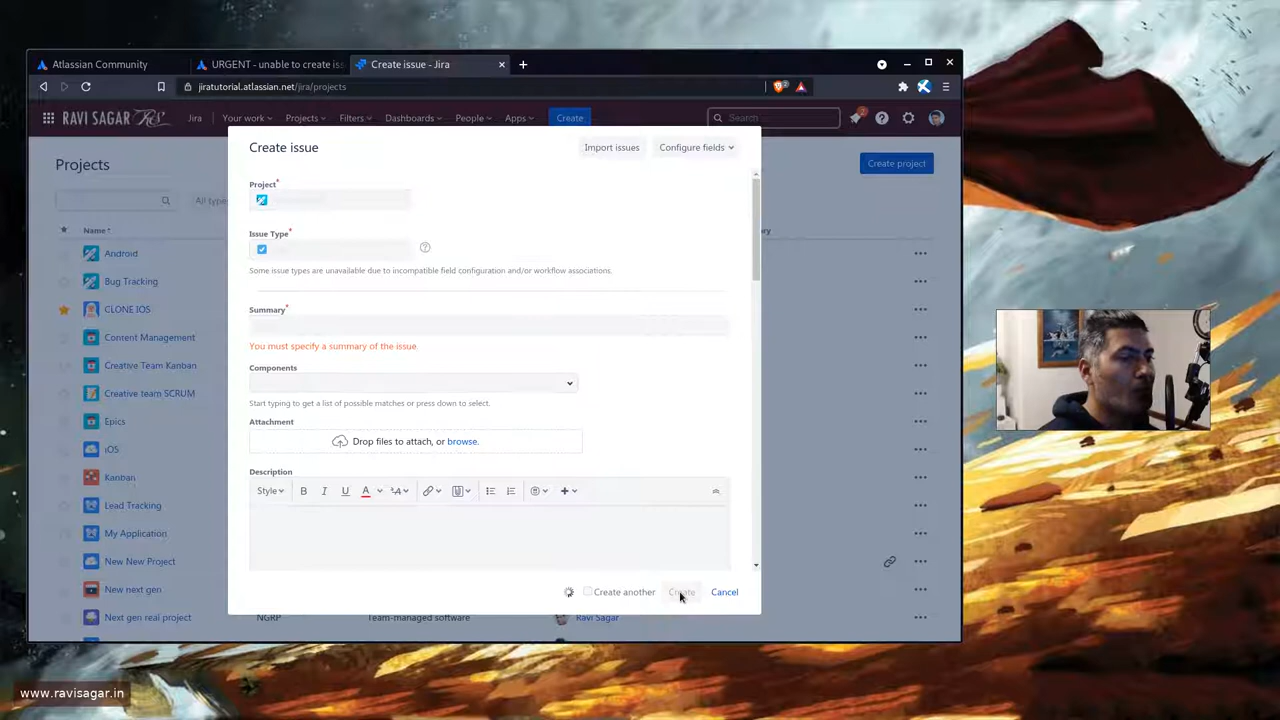 Atlassian Community
URGENT - unable to create is
Create issue - Jira
jiratutorial.atlassian.net/jira/projects
RAVI SAGAR
Jira
Your work
Projects
Filters
Dashboards
People
Apps
Create
Search
Projects
Create project
All type
Name
Android
Bug Tracking
CLONE IOS
Content Management
Creative Team Kanban
Creative team SCRUM
Epics
iOS
Kanban
Lead Tracking
My Application
New New Project
New next gen
Next gen real project
NGRP
Team-managed software
Ravi Sagar
Create issue
Import issues
Configure fields
Project*
Issue Type*
Some issue types are unavailable due to incompatible field configuration and/or workflow associations.
Summary*
You must specify a summary of the issue.
Components
Start typing to get a list of possible matches or press down to select.
Attachment
Drop files to attach, or browse.
Description
Style
B I U A
Create another
Create
Cancel
www.ravisagar.in